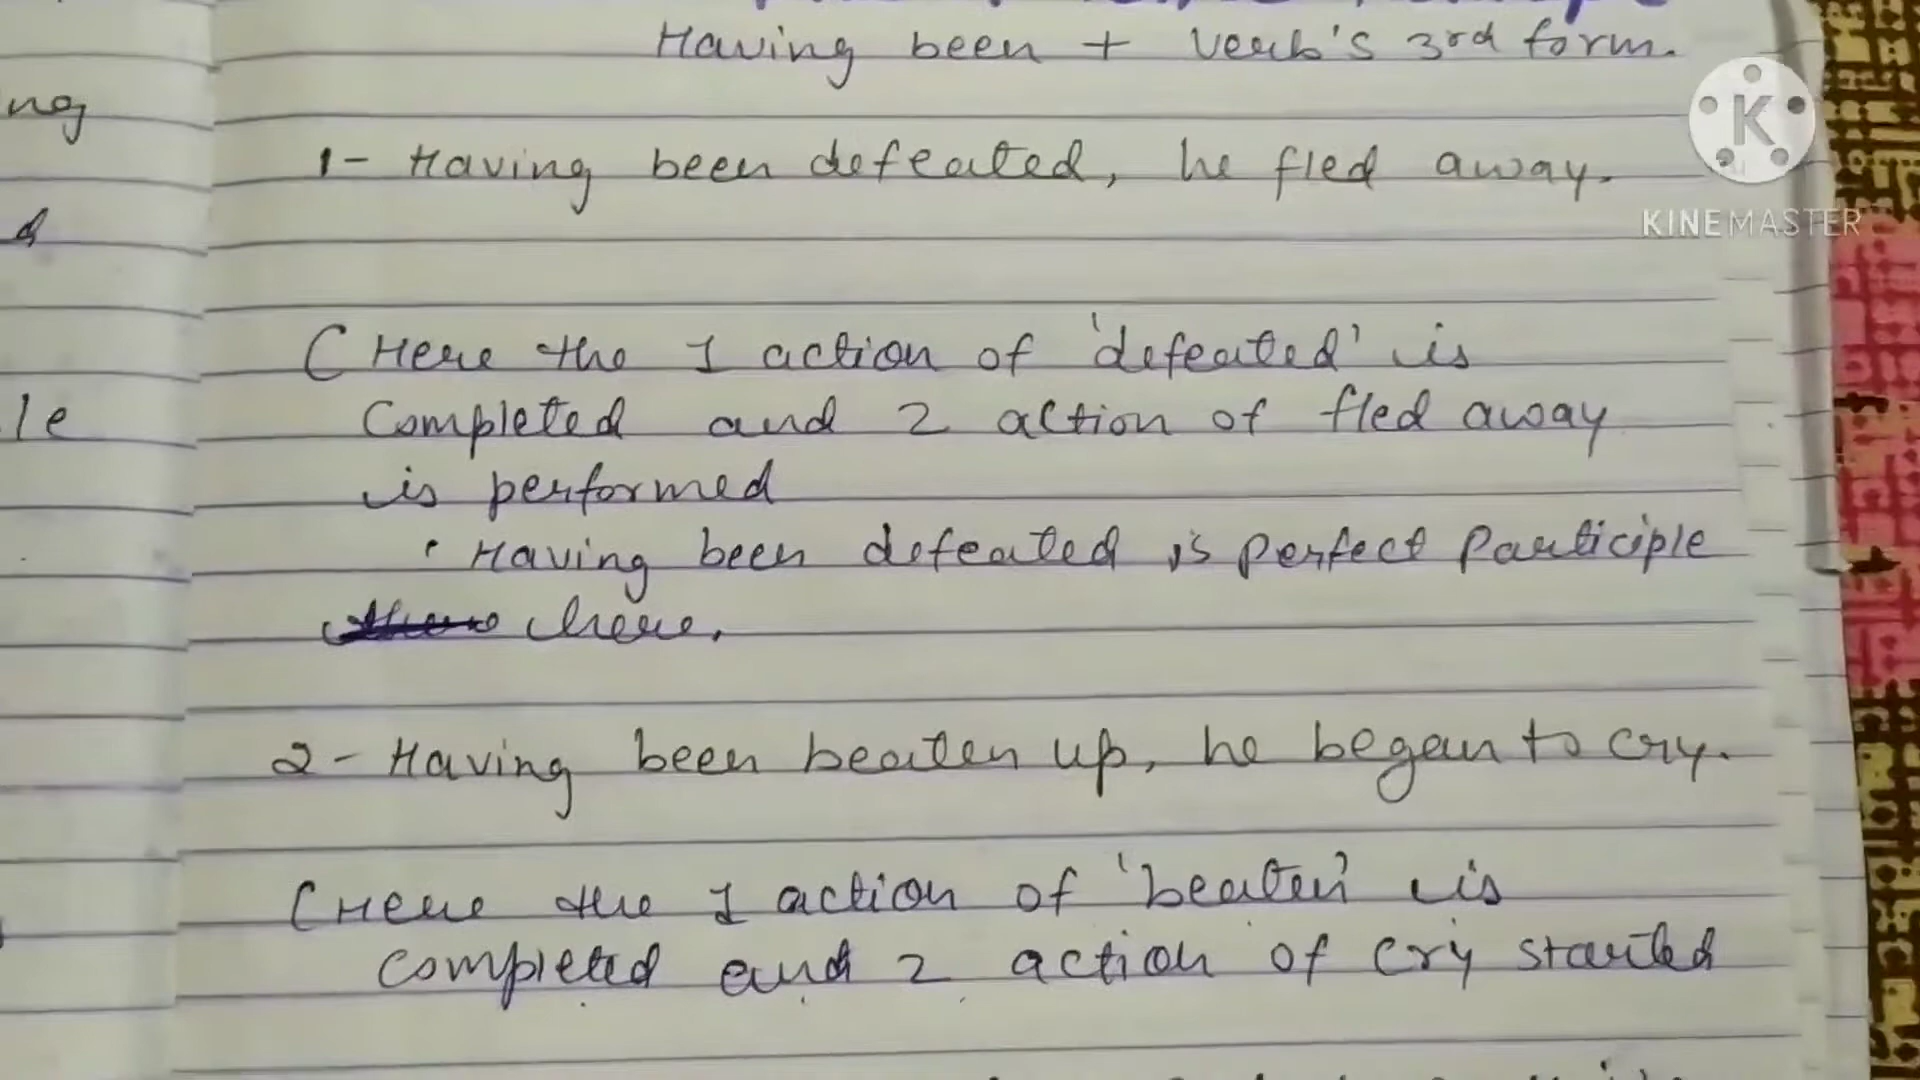 Having been + verb's 3rd form.
ng
1- Having been defeated, he fled away.
KINEMASTER
(Here the 1 action of 'defeated' is
completed and 2 action of fled away
le
is performed
• Having been defeated is perfect Participle
here.
2- Having been beaten up, he began to cry.
(Here the 1 action of 'beaten' is
completed and 2 action of cry started